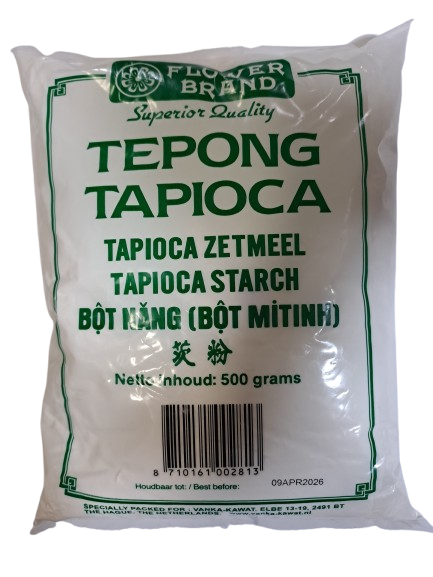 FLOWER
BRAND
Superior Quality
TEPONG
TAPIOCA
TAPIOCA ZETMEEL
TAPIOCA STARCH
BỘT NĂNG (BỘT MÌTINH)
茨粉
Netto inhoud: 500 grams
8 710161 002813
Houdbaar tot: / Best before: 09APR2026
SPECIALLY PACKED FOR : VANKA-KAWAT, ELBE 13-19, 2491 BT
THE HAGUE, THE NETHERLANDS. www.vanka-kawat.nl